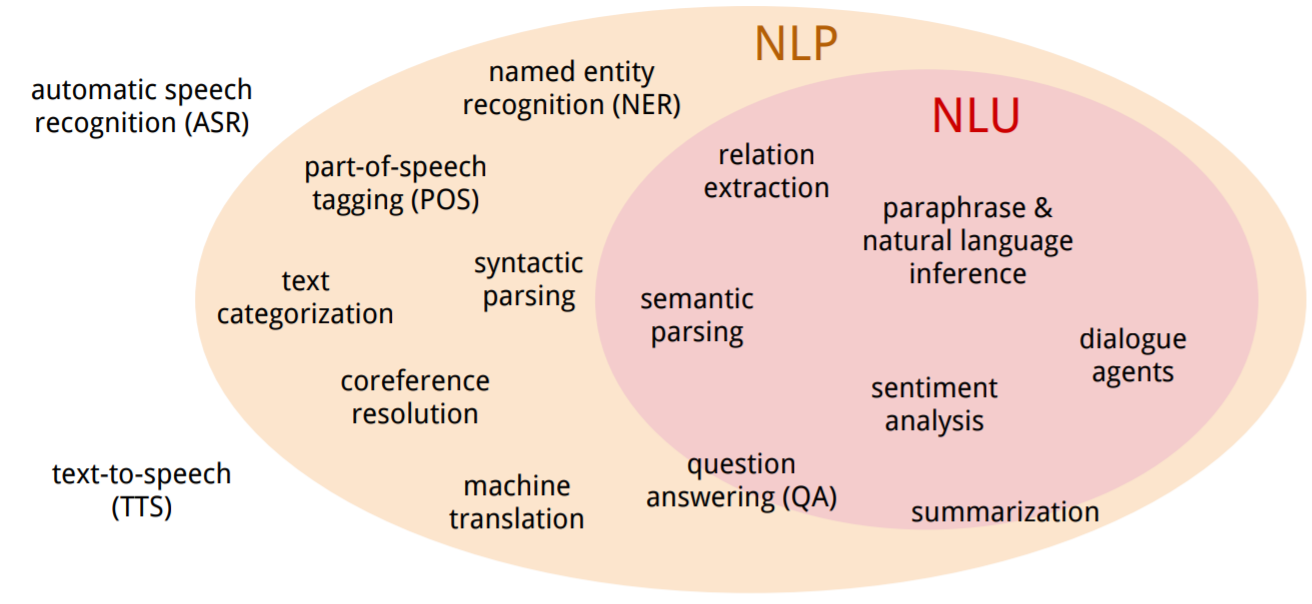 NLP
NLU
automatic speech
recognition (ASR)
named entity
recognition (NER)
part-of-speech
tagging (POS)
relation
extraction
paraphrase &
natural language
inference
text
categorization
syntactic
parsing
semantic
parsing
dialogue
agents
coreference
resolution
sentiment
analysis
text-to-speech
(TTS)
machine
translation
question
answering (QA)
summarization